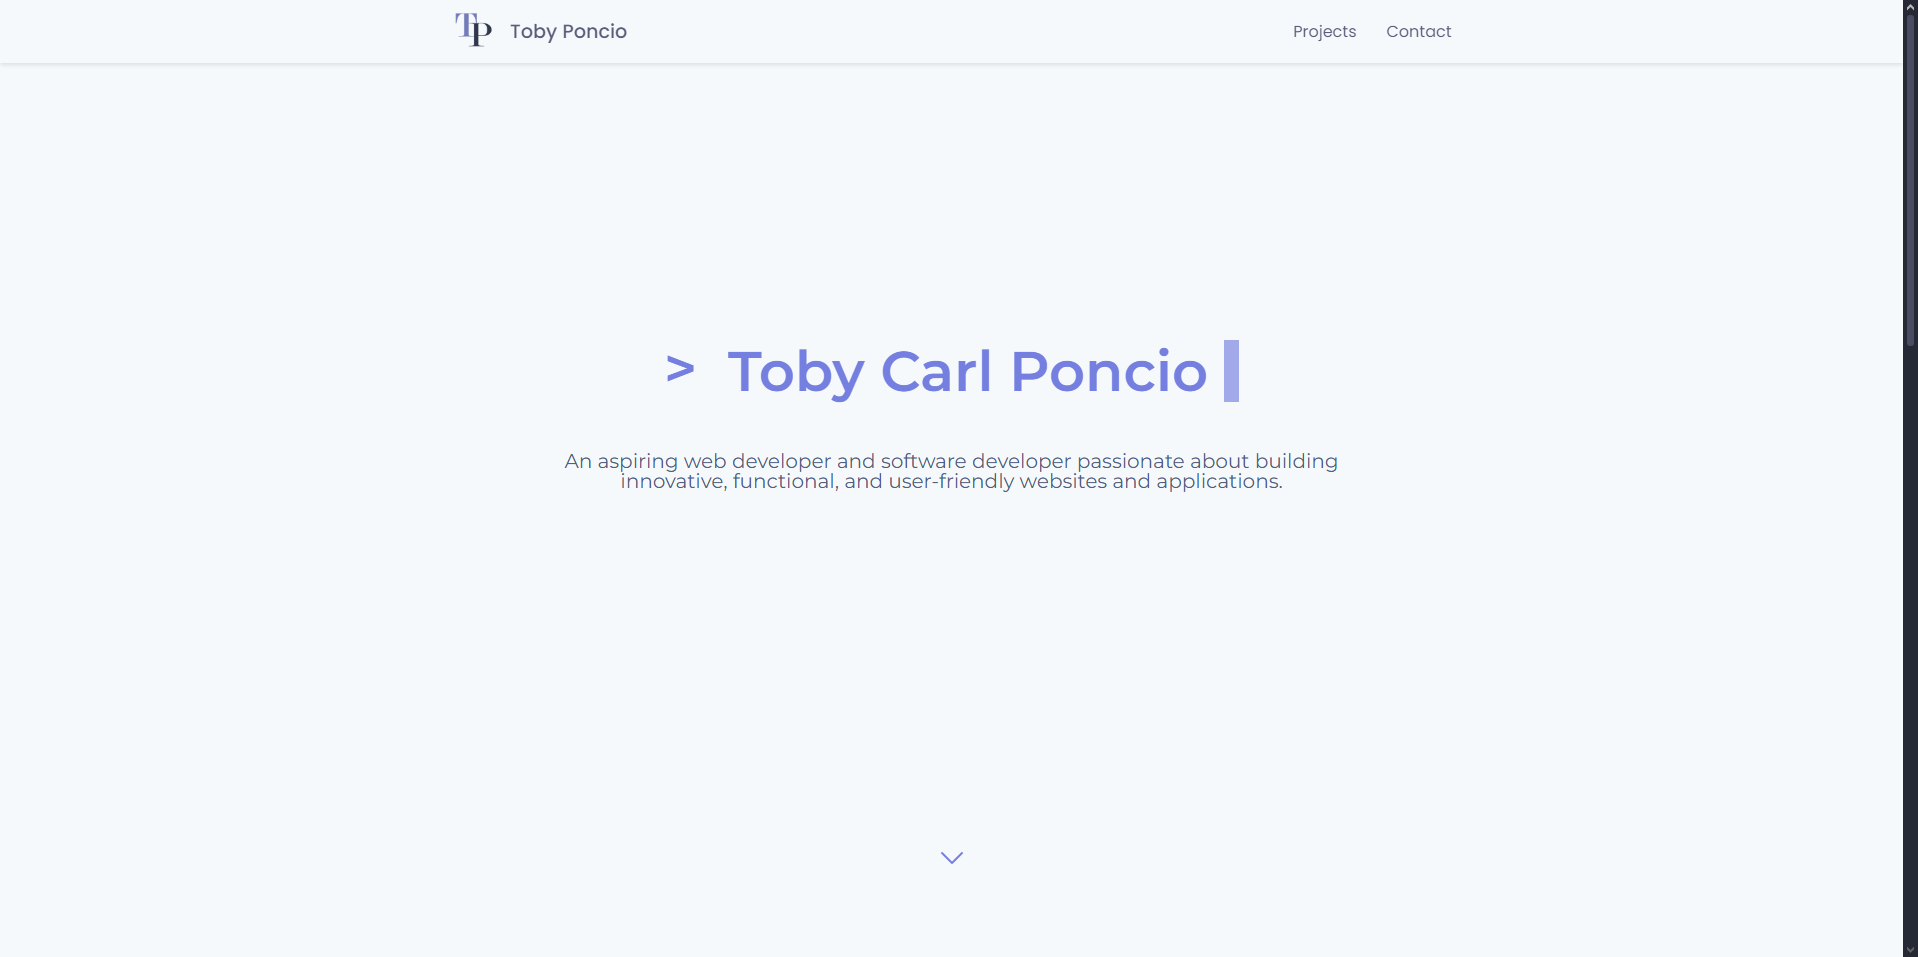 TP Toby Poncio Projects Contact
> Toby Carl Poncio
An aspiring web developer and software developer passionate about building
innovative, functional, and user-friendly websites and applications.